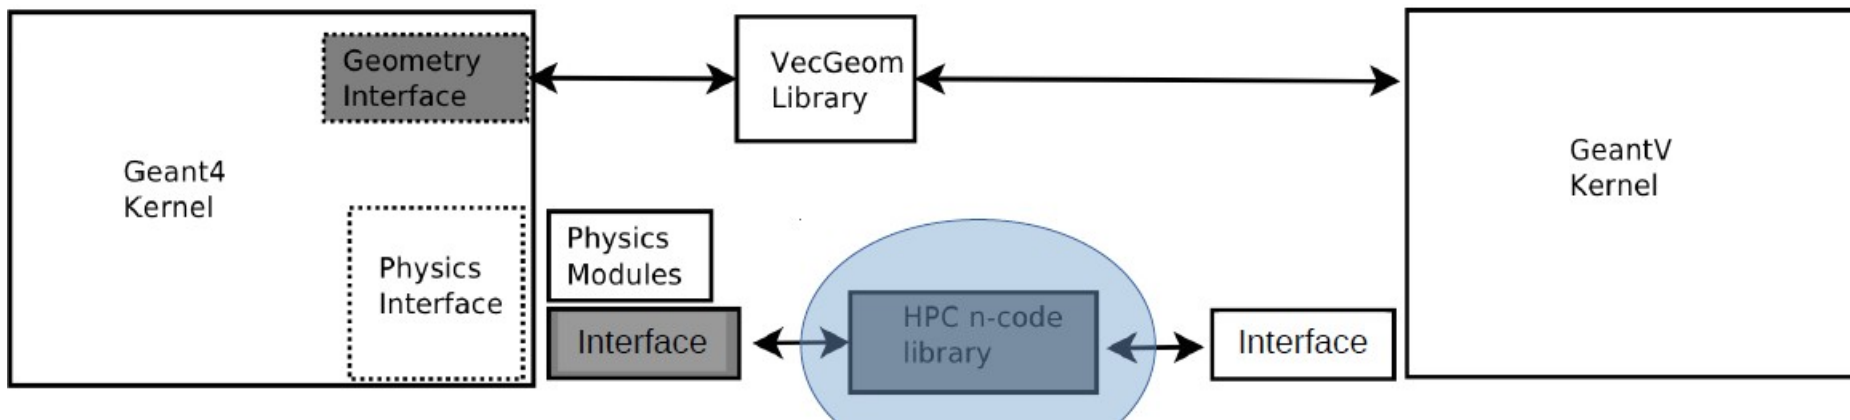 Geometry
Interface
VecGeom
Library
Geant4
Kernel
GeantV
Kernel
Physics
Interface
Physics
Modules
Interface
HPC n-code
library
Interface